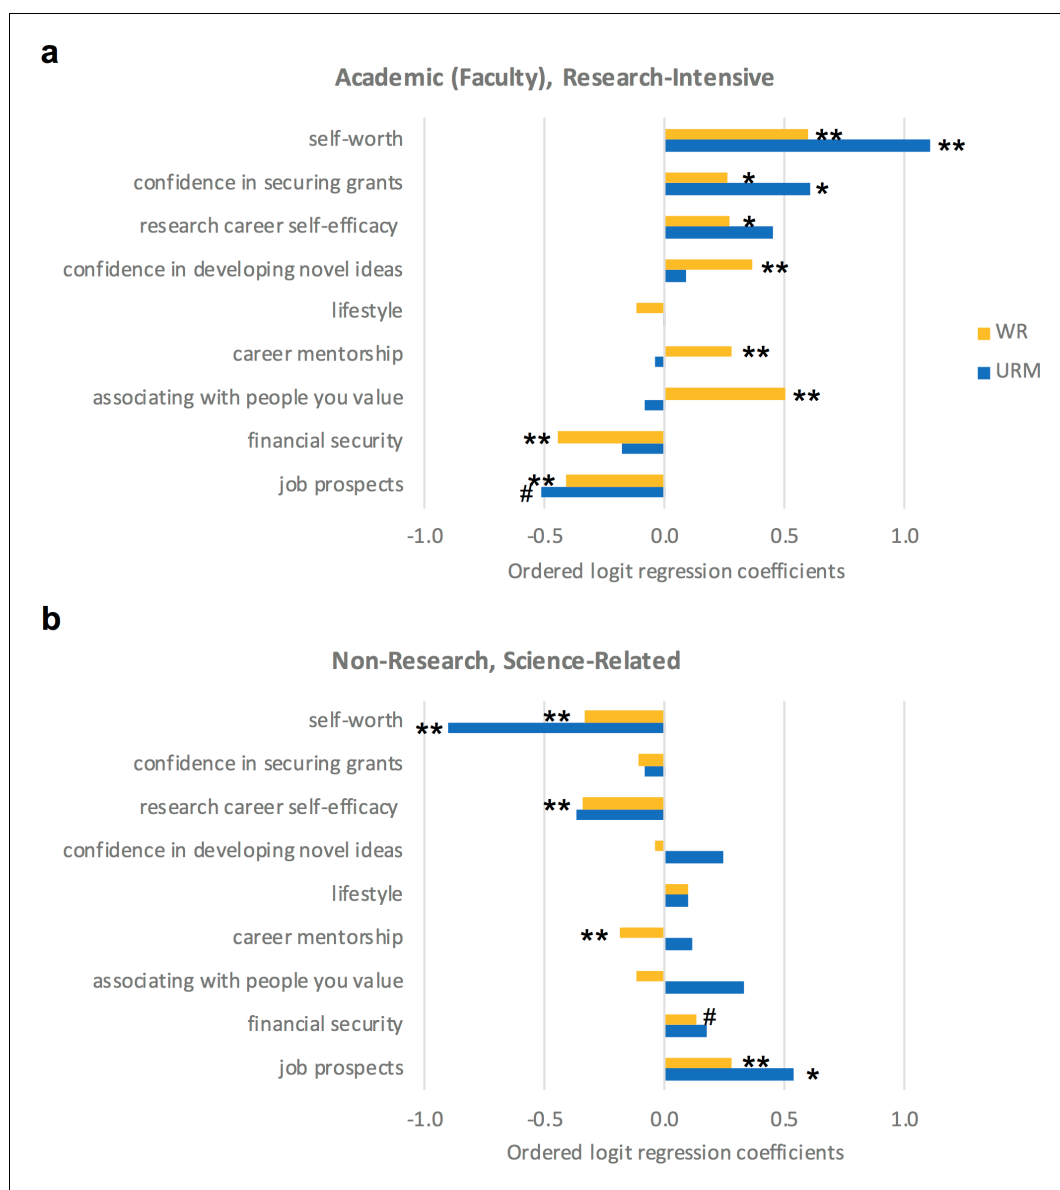 a
Academic (Faculty), Research-Intensive
self-worth
**
**
confidence in securing grants
*
*
research career self-efficacy
*
confidence in developing novel ideas
**
lifestyle
career mentorship
**
associating with people you value
**
financial security
**
job prospects
**
#
WR
URM
-1.0 -0.5 0.0 0.5 1.0
Ordered logit regression coefficients
b
Non-Research, Science-Related
self-worth
**
**
confidence in securing grants
research career self-efficacy
**
confidence in developing novel ideas
lifestyle
career mentorship
**
associating with people you value
financial security
#
job prospects
**
*
-1.0 -0.5 0.0 0.5 1.0
Ordered logit regression coefficients